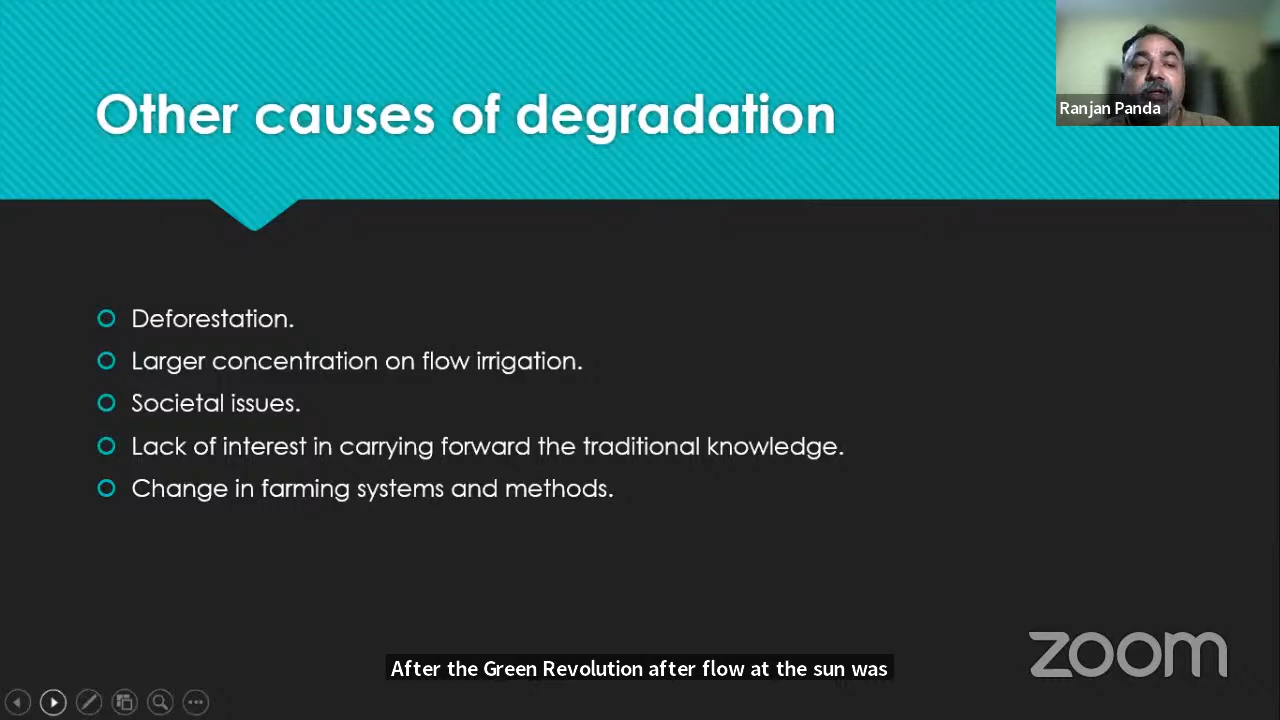 Other causes of degradation
Ranjan Panda
Deforestation.
Larger concentration on flow irrigation.
Societal issues.
Lack of interest in carrying forward the traditional knowledge.
Change in farming systems and methods.
After the Green Revolution after flow at the sun was
zoom